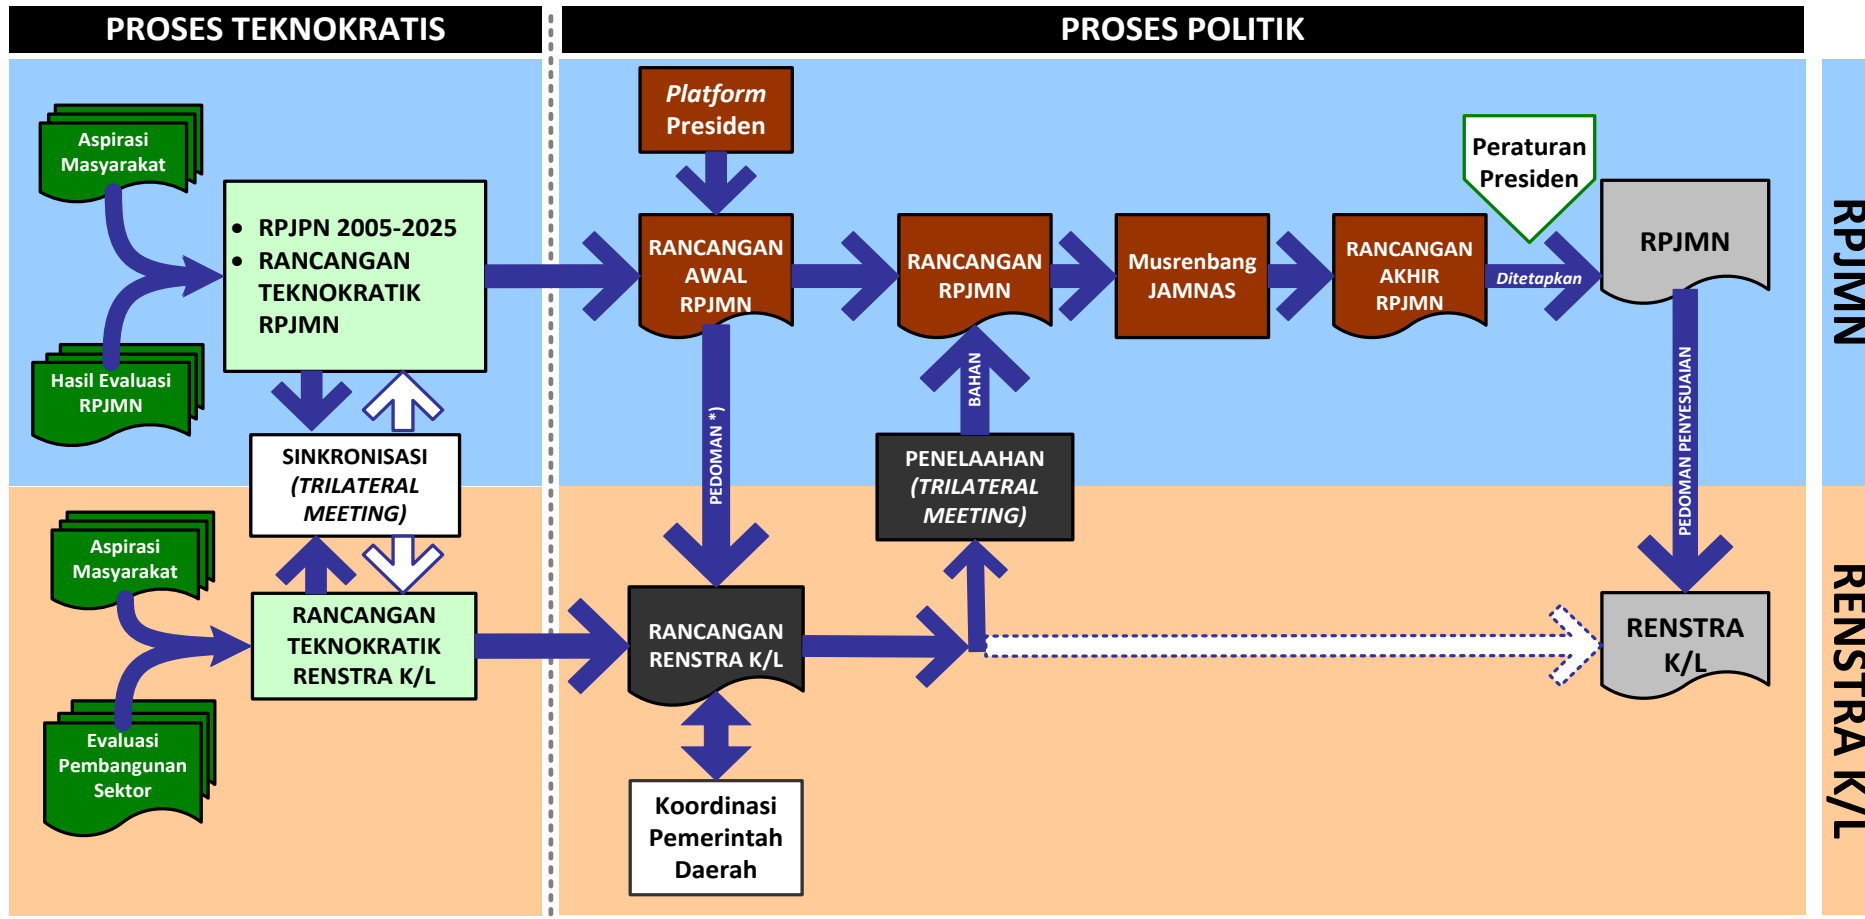 PROSES TEKNOKRATIS
PROSES POLITIK
Aspirasi
Masyarakat
Hasil Evaluasi
RPJMN
• RPJPN 2005-2025
• RANCANGAN
TEKNOKRATIK
RPJMN
Platform
Presiden
RANCANGAN
AWAL
RPJMN
RANCANGAN
RPJMN
Musrenbang
JAMNAS
RANCANGAN
AKHIR
RPJMN
Peraturan
Presiden
Ditetapkan
RPJMN
RPJMN
SINKRONISASI
(TRILATERAL
MEETING)
PEDOMAN *)
BAHAN
PENELAAHAN
(TRILATERAL
MEETING)
PEDOMAN PENYESUAIAN
Aspirasi
Masyarakat
Evaluasi
Pembangunan
Sektor
RANCANGAN
TEKNOKRATIK
RENSTRA K/L
RANCANGAN
RENSTRA K/L
Koordinasi
Pemerintah
Daerah
RENSTRA
K/L
RENSTRA K/L